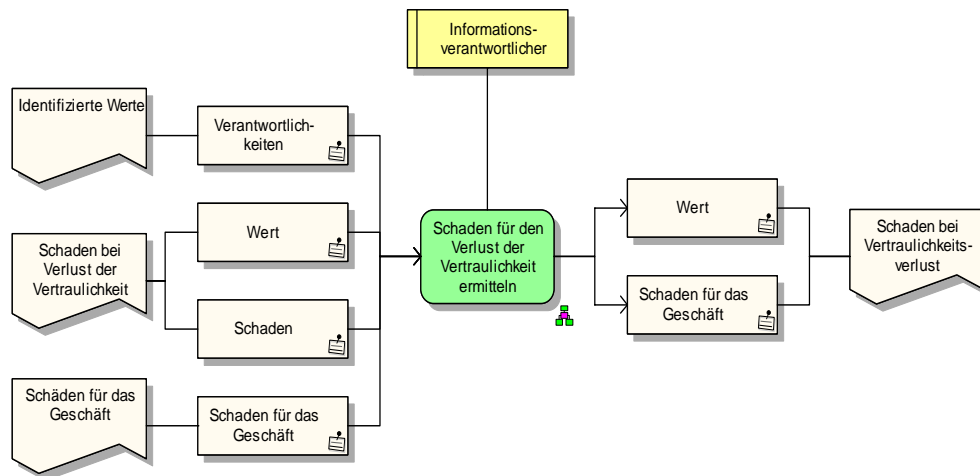 Informations-
verantwortlicher
Identifizierte Werte
Verantwortlich-
keiten
Schaden bei
Verlust der
Vertraulichkeit
Wert
Schaden
Schäden für das
Geschäft
Schaden für das
Geschäft
Schaden für den
Verlust der
Vertraulichkeit
ermitteln
Wert
Schaden für das
Geschäft
Schaden bei
Vertraulichkeits-
verlust